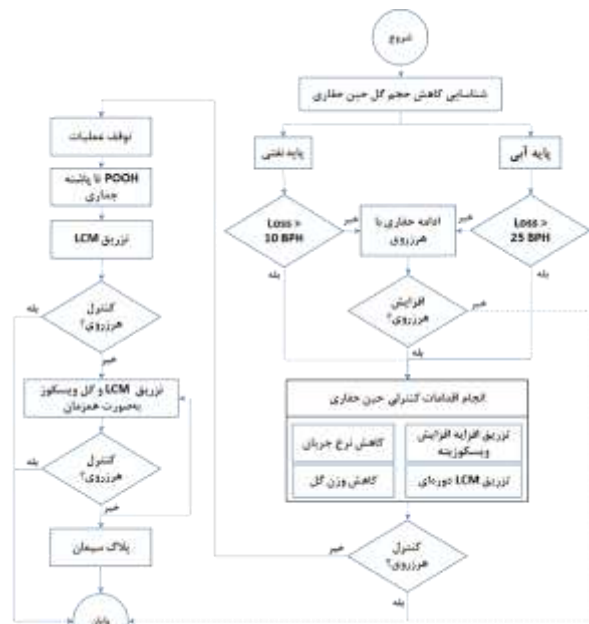 شروع
شناسایی کاهش حجم گل حین حفاری
پایه آبی
پایه نفتی
Loss >
25 BPH
Loss >
10 BPH
خیر
خیر
ادامه حفاری با
هرزروی
بله
بله
افزایش
هرزروی؟
خیر
بله
انجام اقدامات کنترلی حین حفاری
تزریق افزایه افزایش
ویسکوزیته
کاهش نرخ جریان
تزریق LCM دوره‌ای
کاهش وزن گل
کنترل
هرزروی؟
خیر
بله
توقف عملیات
POOH تا پاشنه
جداری
تزریق LCM
کنترل
هرزروی؟
بله
خیر
تزریق LCM و گل ویسکوز
به‌صورت همزمان
کنترل
هرزروی؟
بله
خیر
پلاگ سیمان
پایان